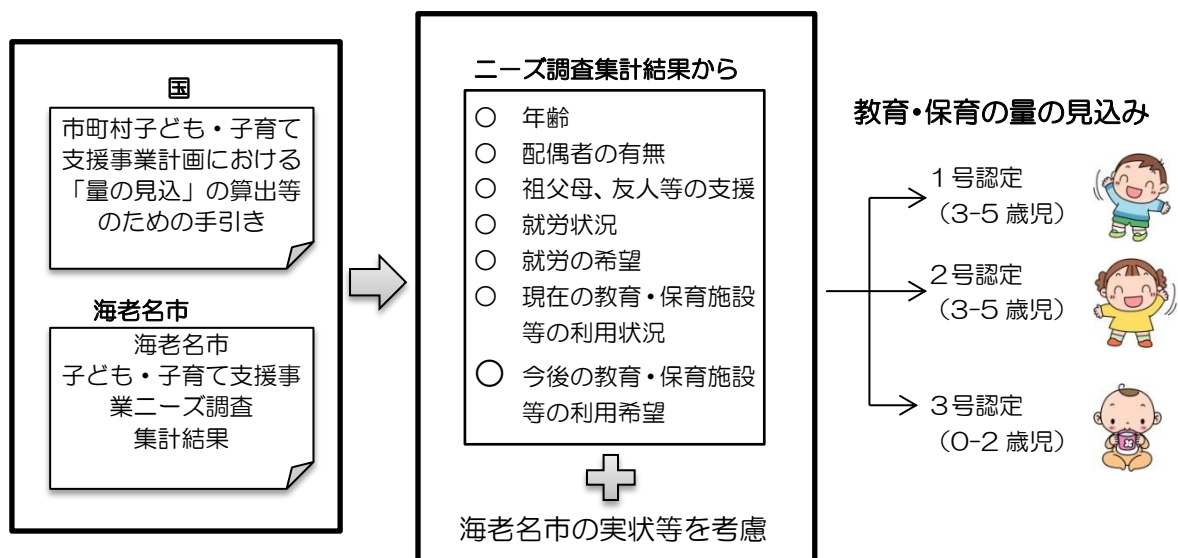 国
市町村子ども・子育て
支援事業計画における
「量の見込」の算出等
のための手引き
海老名市
海老名市
子ども・子育て支援事
業ニーズ調査
集計結果
ニーズ調査集計結果から
○ 年齢
○ 配偶者の有無
○ 祖父母、友人等の支援
○ 就労状況
○ 就労の希望
○ 現在の教育・保育施設
等の利用状況
○ 今後の教育・保育施設
等の利用希望
海老名市の実状等を考慮
教育・保育の量の見込み
1号認定
（3-5 歳児）
2号認定
（3-5 歳児）
3号認定
（0-2 歳児）